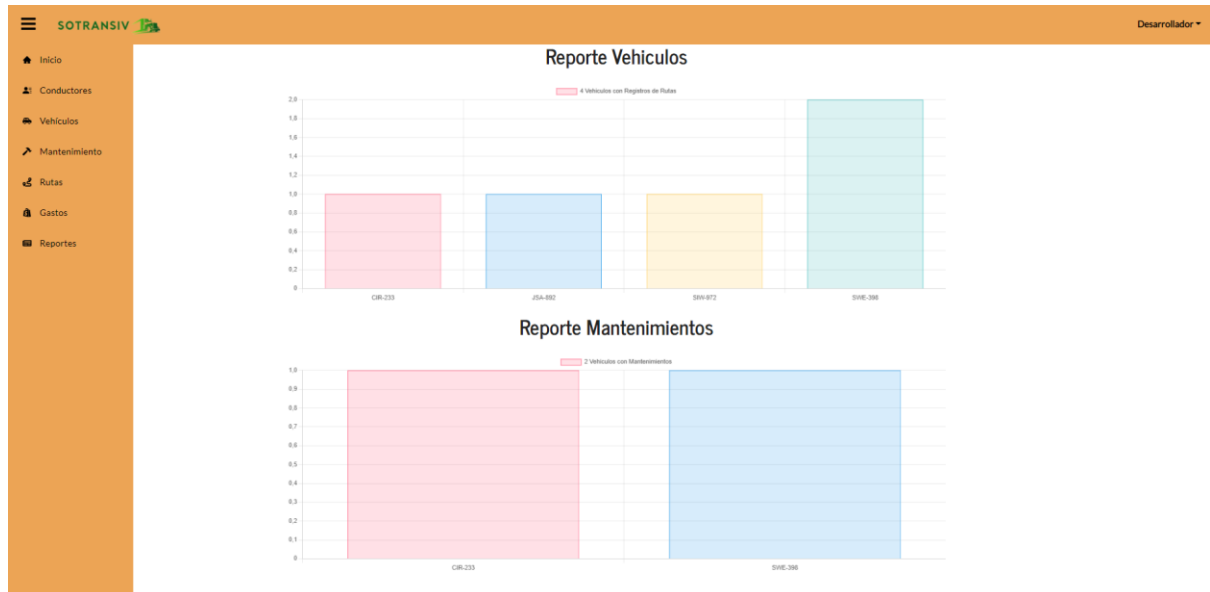 SOTRANSIV
Desarrollador
Inicio
Conductores
Vehículos
Mantenimiento
Rutas
Gastos
Reportes
Reporte Vehiculos
4 Vehiculos con Registros de Rutas
2,0
1,8
1,6
1,4
1,2
1,0
0,8
0,6
0,4
0,2
0
CIR-233 JSA-892 SIW-972 SWE-398
Reporte Mantenimientos
2 Vehiculos con Mantenimientos
1,0
0,9
0,8
0,7
0,6
0,5
0,4
0,3
0,2
0,1
0
CIR-233 SWE-398